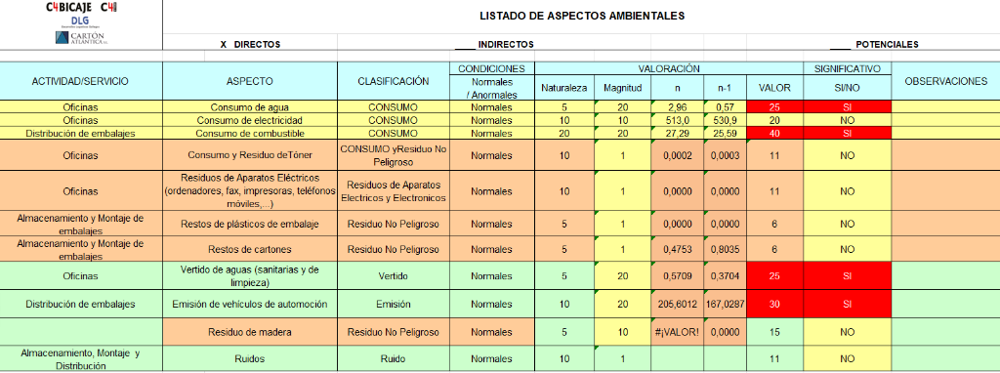 C4BICAJE C4
LISTADO DE ASPECTOS AMBIENTALES
DLG
CARTÓN
ATLÁNTICA
X DIRECTOS ____ INDIRECTOS ____ POTENCIALES
ACTIVIDAD/SERVICIO ASPECTO CLASIFICACIÓN CONDICIONES Normales / Anormales VALORACIÓN SIGNIFICATIVO OBSERVACIONES
Naturaleza Magnitud n n-1 VALOR SI/NO
Oficinas Consumo de agua CONSUMO Normales 5 20 2,96 0,57 25 SI
Oficinas Consumo de electricidad CONSUMO Normales 10 10 513,0 530,9 20 NO
Distribución de embalajes Consumo de combustible CONSUMO Normales 20 20 27,29 25,59 40 SI
Oficinas Consumo y Residuo deTóner CONSUMO yResiduo No Peligroso Normales 10 1 0,0002 0,0003 11 NO
Oficinas Residuos de Aparatos Eléctricos (ordenadores, fax, impresoras, teléfonos móviles,...) Residuos de Aparatos Electricos y Electronicos Normales 10 1 0,0000 0,0000 11 NO
Almacenamiento y Montaje de embalajes Restos de plásticos de embalaje Residuo No Peligroso Normales 5 1 0,0000 0,0000 6 NO
Almacenamiento y Montaje de embalajes Restos de cartones Residuo No Peligroso Normales 5 1 0,4753 0,8035 6 NO
Oficinas Vertido de aguas (sanitarias y de limpieza) Vertido Normales 5 20 0,5709 0,3704 25 SI
Distribución de embalajes Emisión de vehículos de automoción Emisión Normales 10 20 205,6012 167,0287 30 SI
Residuo de madera Residuo No Peligroso Normales 5 10 #¡VALOR! 0,0000 15 NO
Almacenamiento, Montaje y Distribución Ruidos Ruido Normales 10 1 11 NO